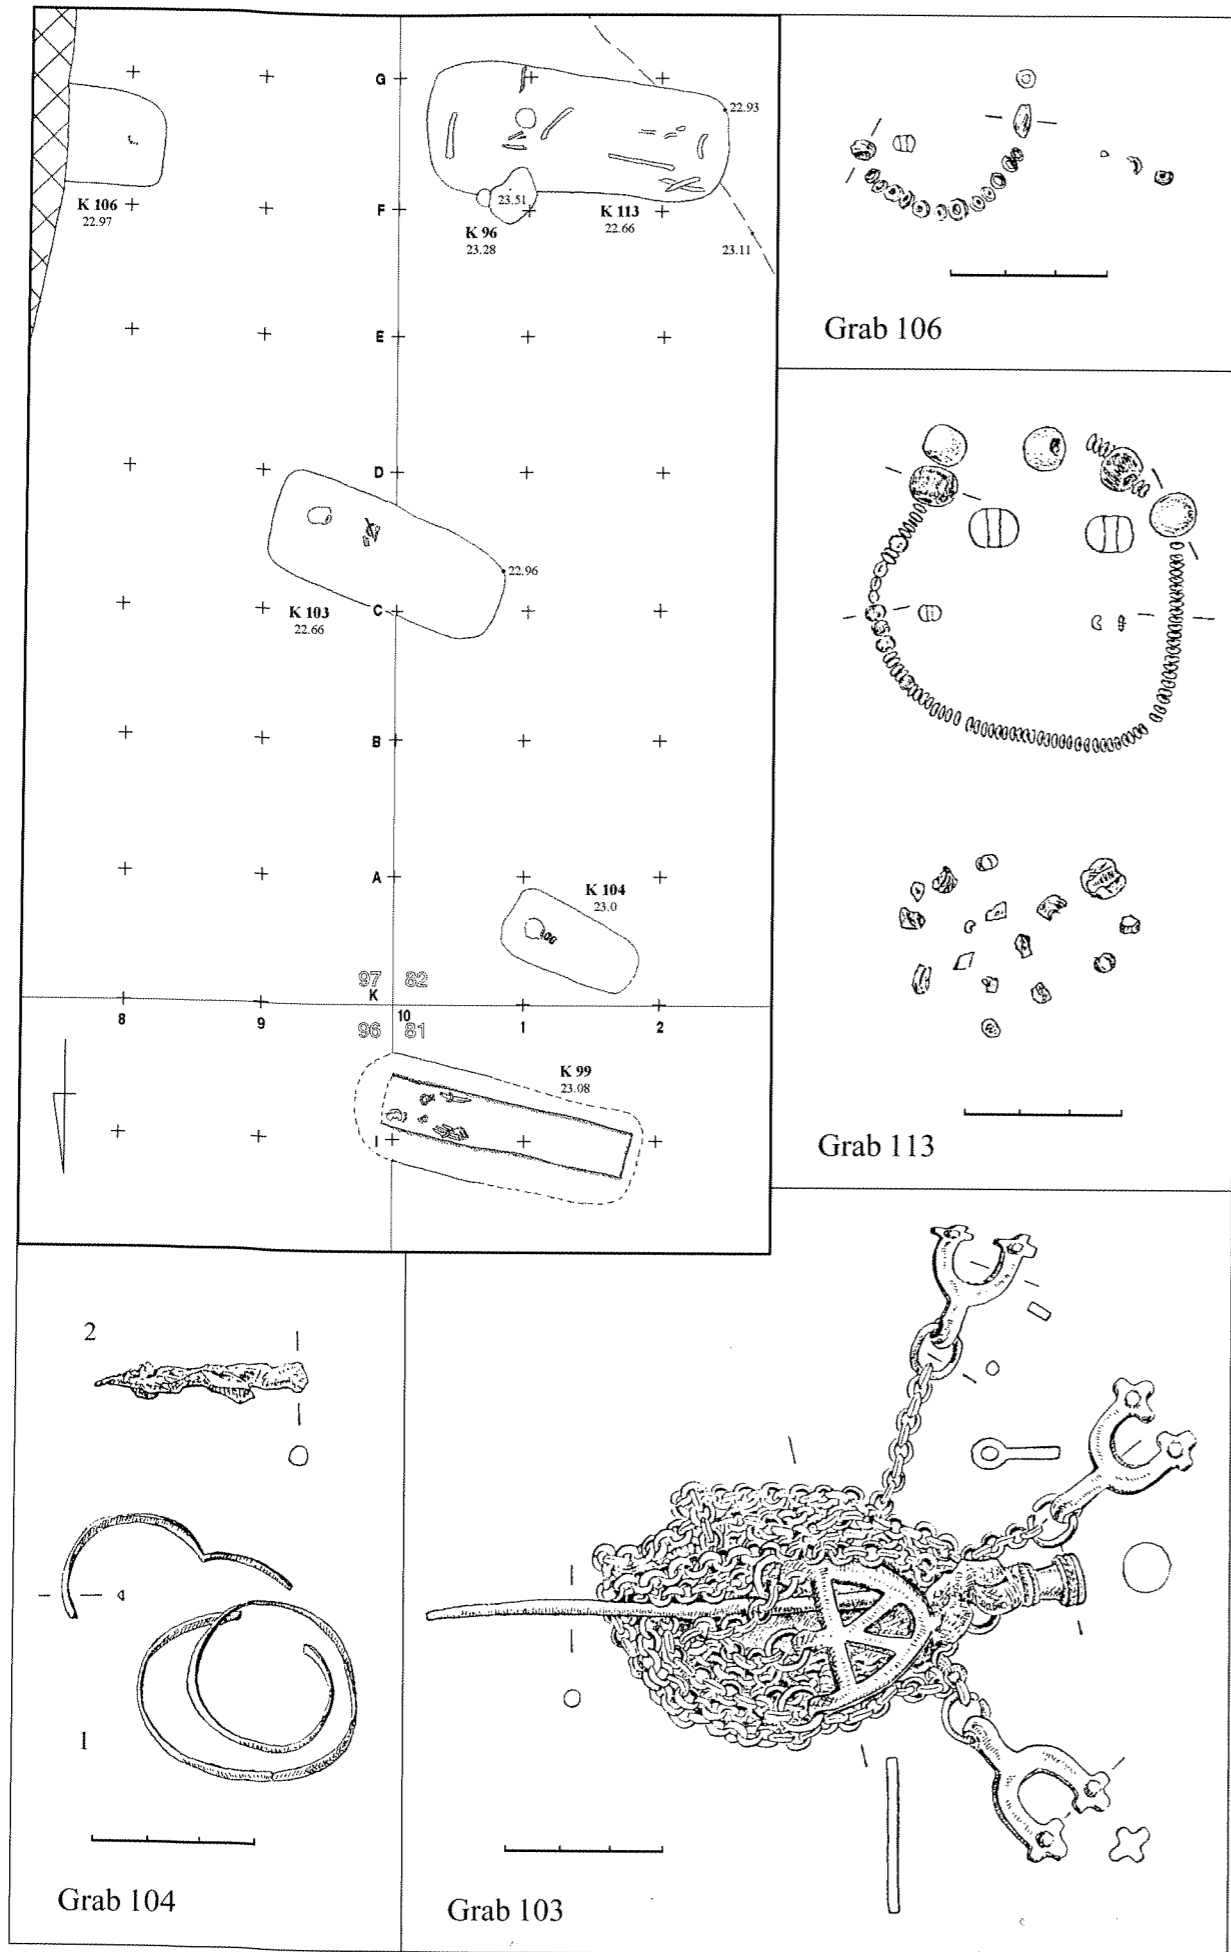 G
22.93
K 106
22.97
23.51
F
K 96
23.28
K 113
22.66
23.11
Grab 106
E
D
22.96
K 103
22.66
C
B
A
K 104
23.0
97 82
K
8
9
10
1
2
96 81
K 99
23.08
I
Grab 113
2
1
Grab 104
Grab 103